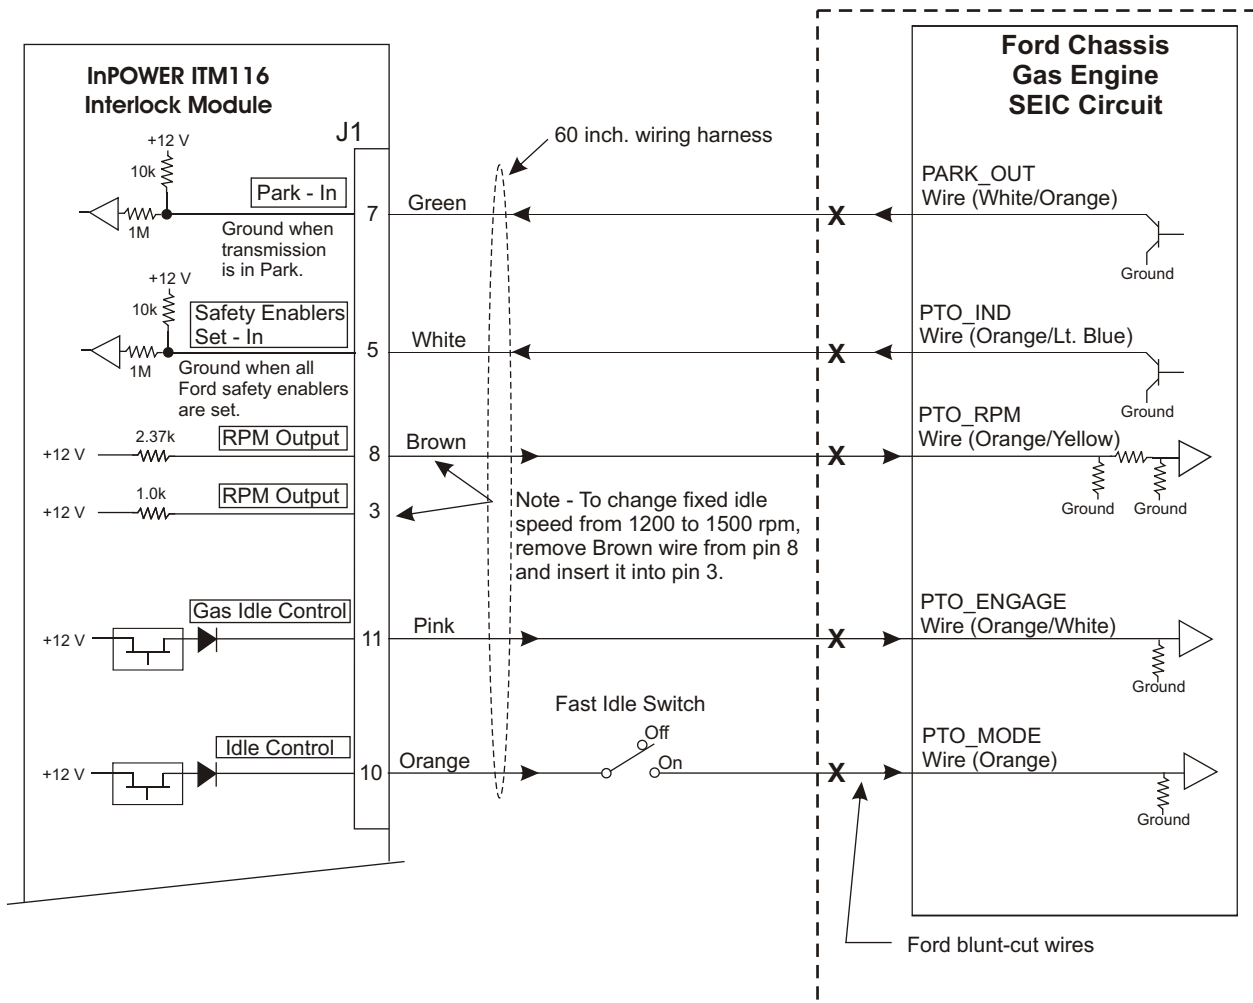 InPOWER ITM116
Interlock Module
J1
+12 V
10k
1M
Park - In
Ground when
transmission
is in Park.
7
Green
+12 V
10k
1M
Safety Enablers
Set - In
Ground when all
Ford safety enablers
are set.
5
White
+12 V
2.37k
RPM Output
8
Brown
+12 V
1.0k
RPM Output
3
+12 V
Gas Idle Control
11
Pink
+12 V
Idle Control
10
Orange
60 inch. wiring harness
Note - To change fixed idle
speed from 1200 to 1500 rpm,
remove Brown wire from pin 8
and insert it into pin 3.
Fast Idle Switch
Off
On
X
X
X
X
X
Ford Chassis
Gas Engine
SEIC Circuit
PARK_OUT
Wire (White/Orange)
Ground
PTO_IND
Wire (Orange/Lt. Blue)
Ground
PTO_RPM
Wire (Orange/Yellow)
Ground
Ground
PTO_ENGAGE
Wire (Orange/White)
Ground
PTO_MODE
Wire (Orange)
Ground
Ford blunt-cut wires